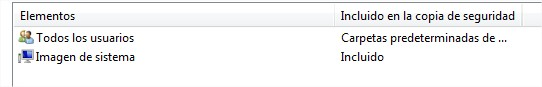 Elementos Incluido en la copia de seguridad
Todos los usuarios Carpetas predeterminadas de ...
Imagen de sistema Incluido